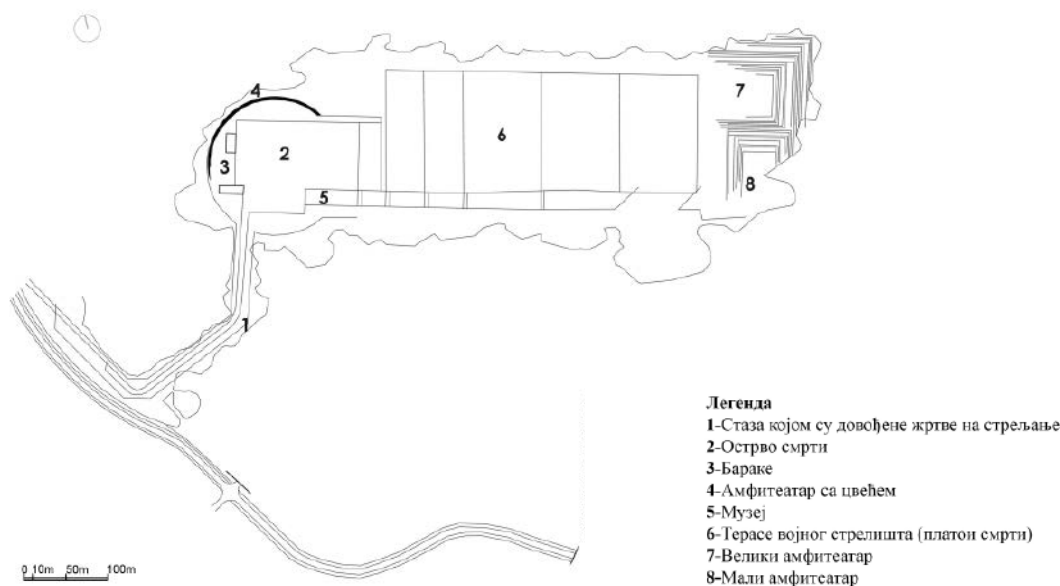 4
7
6
2
3
8
5
1
Легенда
1-Стаза којом су довођене жртве на стрељање
2-Острво смрти
3-Бараке
4-Амфитеатар са цвећем
5-Музеј
6-Терасе војног стрелишта (платои смрти)
7-Велики амфитеатар
8-Мали амфитеатар
0 10m 50m 100m